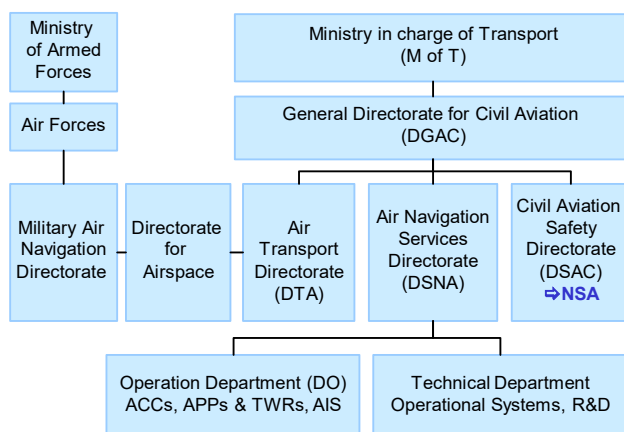 Ministry
of Armed
Forces
Ministry in charge of Transport
(M of T)
Air Forces
General Directorate for Civil Aviation
(DGAC)
Military Air
Navigation
Directorate
Directorate
for
Airspace
Air
Transport
Directorate
(DTA)
Air Navigation
Services
Directorate
(DSNA)
Civil Aviation
Safety
Directorate
(DSAC)
⇨NSA
Operation Department (DO)
ACCs, APPs & TWRs, AIS
Technical Department
Operational Systems, R&D